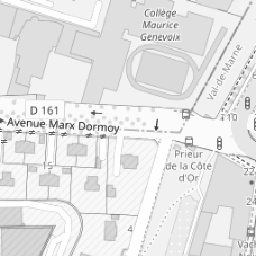 Collège
Maurice
Genevoix
Val-de-Marne
D 161
Avenue Marx Dormoy
110
Prieur
de la Côte
d'Or
15
4